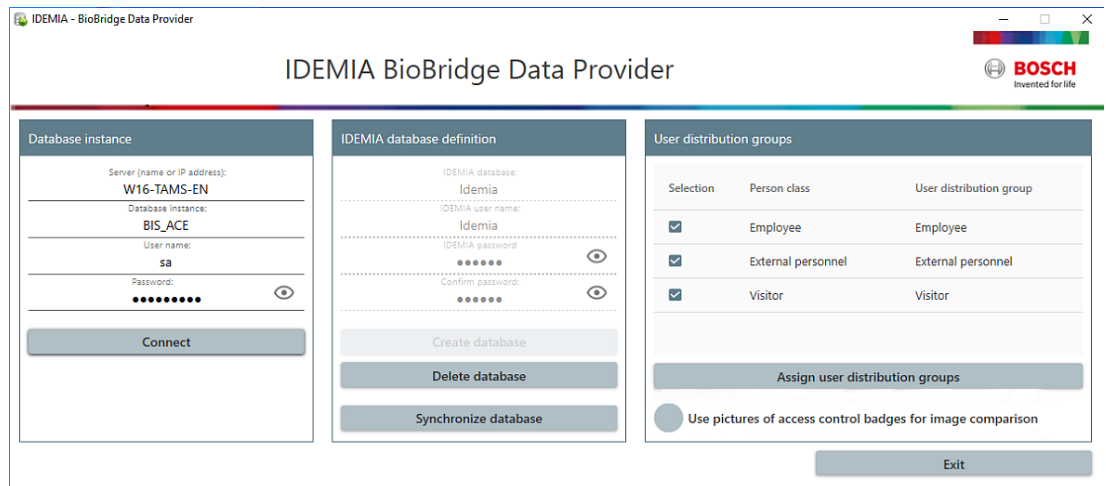 IDEMIA - BioBridge Data Provider
IDEMIA BioBridge Data Provider
BOSCH
Invented for life
Database instance
Server (name or IP address):
W16-TAMS-EN
Database instance:
BIS_ACE
User name:
sa
Password:
●●●●●●●●●
Connect
IDEMIA database definition
IDEMIA database:
Idemia
IDEMIA user name:
Idemia
IDEMIA password
●●●●●●
Confirm password:
●●●●●●
Create database
Delete database
Synchronize database
User distribution groups
Selection Person class User distribution group
Employee Employee
External personnel External personnel
Visitor Visitor
Assign user distribution groups
Use pictures of access control badges for image comparison
Exit